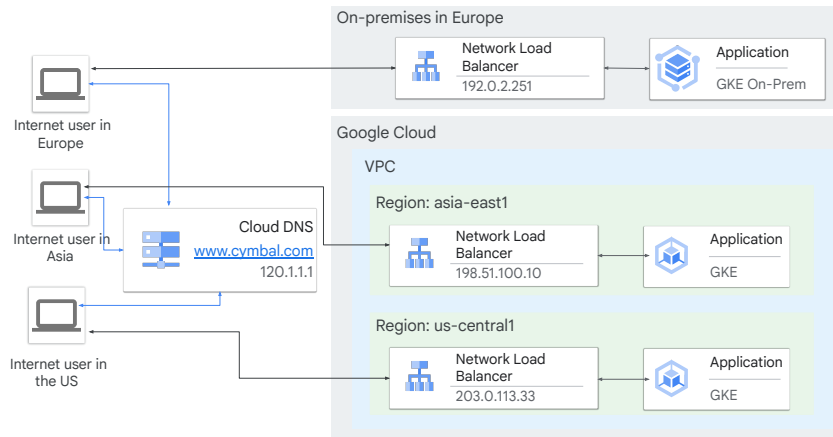 On-premises in Europe
Network Load
Balancer
192.0.2.251
Application
GKE On-Prem
Internet user in
Europe
Google Cloud
VPC
Region: asia-east1
Internet user in
Asia
Cloud DNS
www.cymbal.com
120.1.1.1
Network Load
Balancer
198.51.100.10
Application
GKE
Region: us-central1
Internet user in
the US
Network Load
Balancer
203.0.113.33
Application
GKE